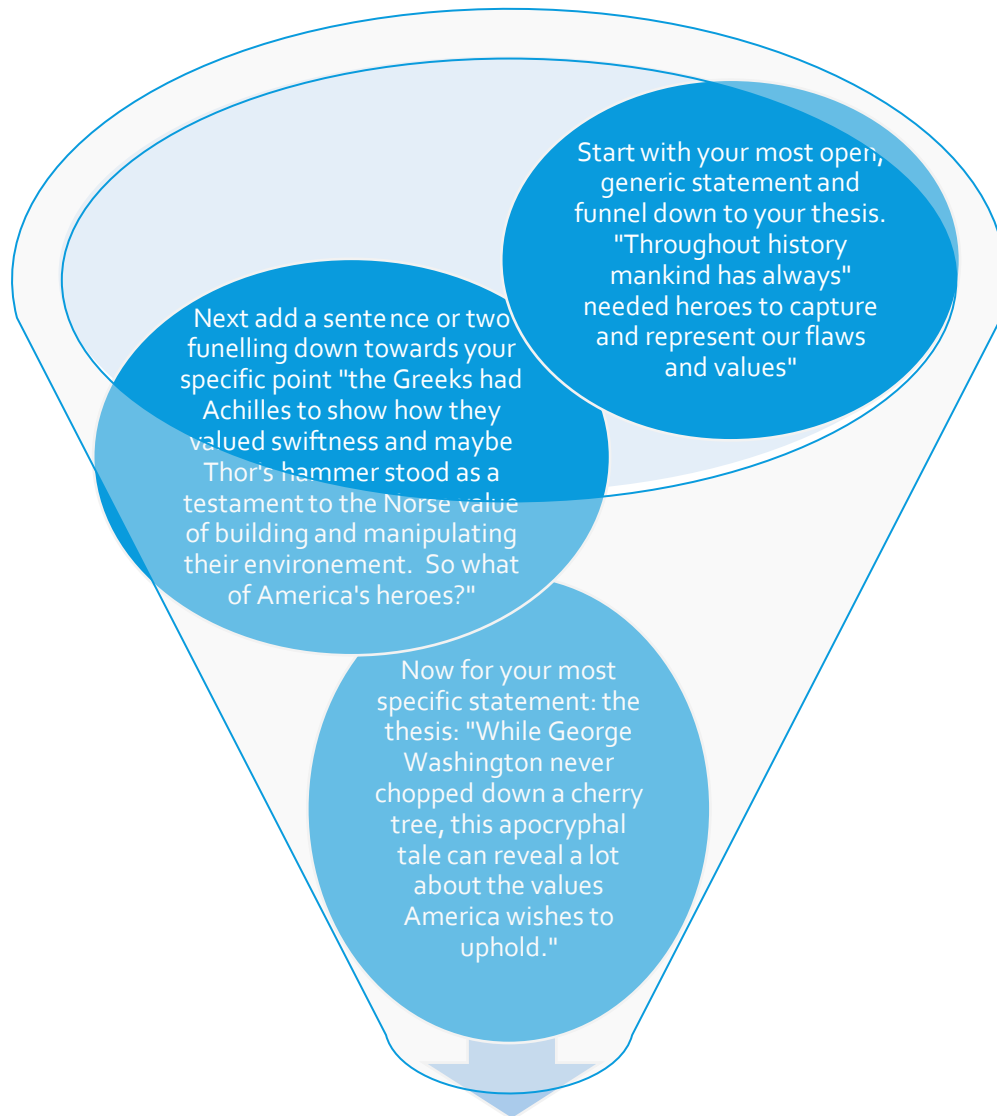 Start with your most open,
generic statement and
funnel down to your thesis.
"Throughout history
mankind has always"
needed heroes to capture
and represent our flaws
and values"
Next add a sentence or two
funelling down towards your
specific point "the Greeks had
Achilles to show how they
valued swiftness and maybe
Thor's hammer stood as a
testament to the Norse value
of building and manipulating
their environement.  So what
of America's heroes?"
Now for your most
specific statement: the
thesis: "While George
Washington never
chopped down a cherry
tree, this apocryphal
tale can reveal a lot
about the values
America wishes to
uphold."